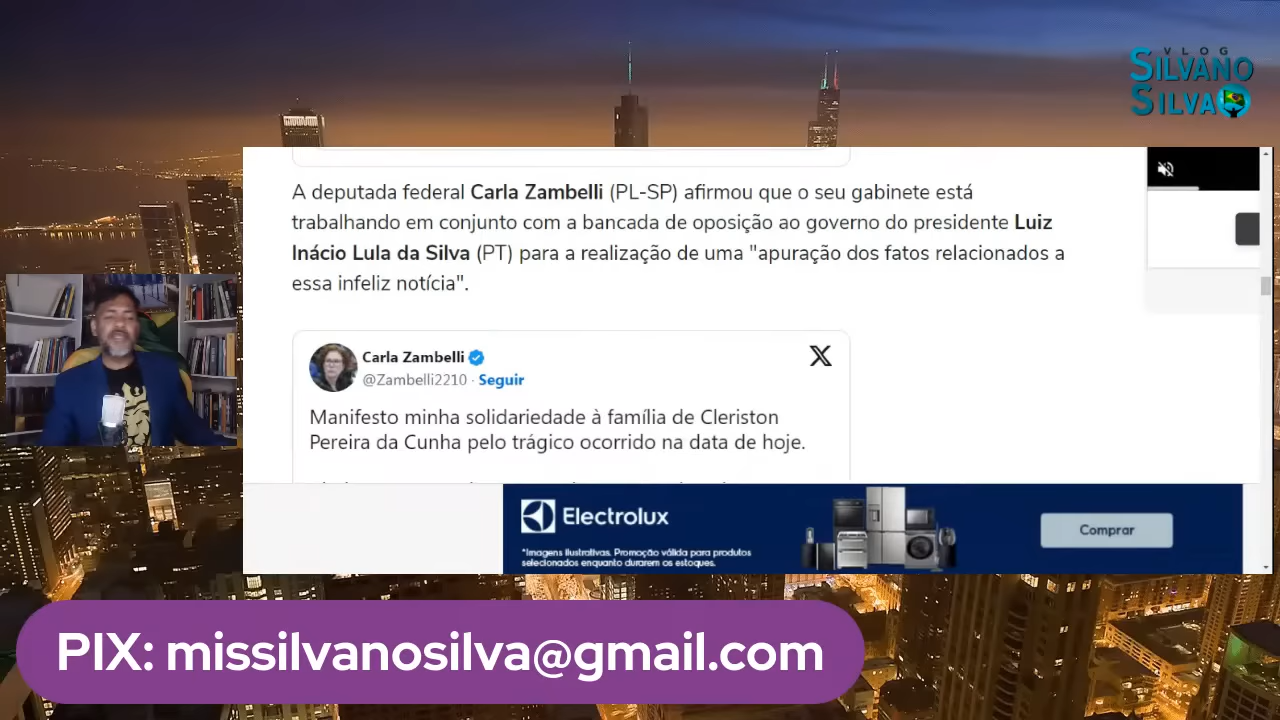 VLOG
SILVANO
SILVA
A deputada federal Carla Zambelli (PL-SP) afirmou que o seu gabinete está
trabalhando em conjunto com a bancada de oposição ao governo do presidente Luiz
Inácio Lula da Silva (PT) para a realização de uma "apuração dos fatos relacionados a
essa infeliz notícia".
Carla Zambelli
@Zambelli2210 · Seguir
Manifesto minha solidariedade à família de Cleriston
Pereira da Cunha pelo trágico ocorrido na data de hoje.
Electrolux
*Imagens ilustrativas. Promoção válida para produtos
selecionados enquanto durarem os estoques.
Comprar
PIX: missilvanosilva@gmail.com